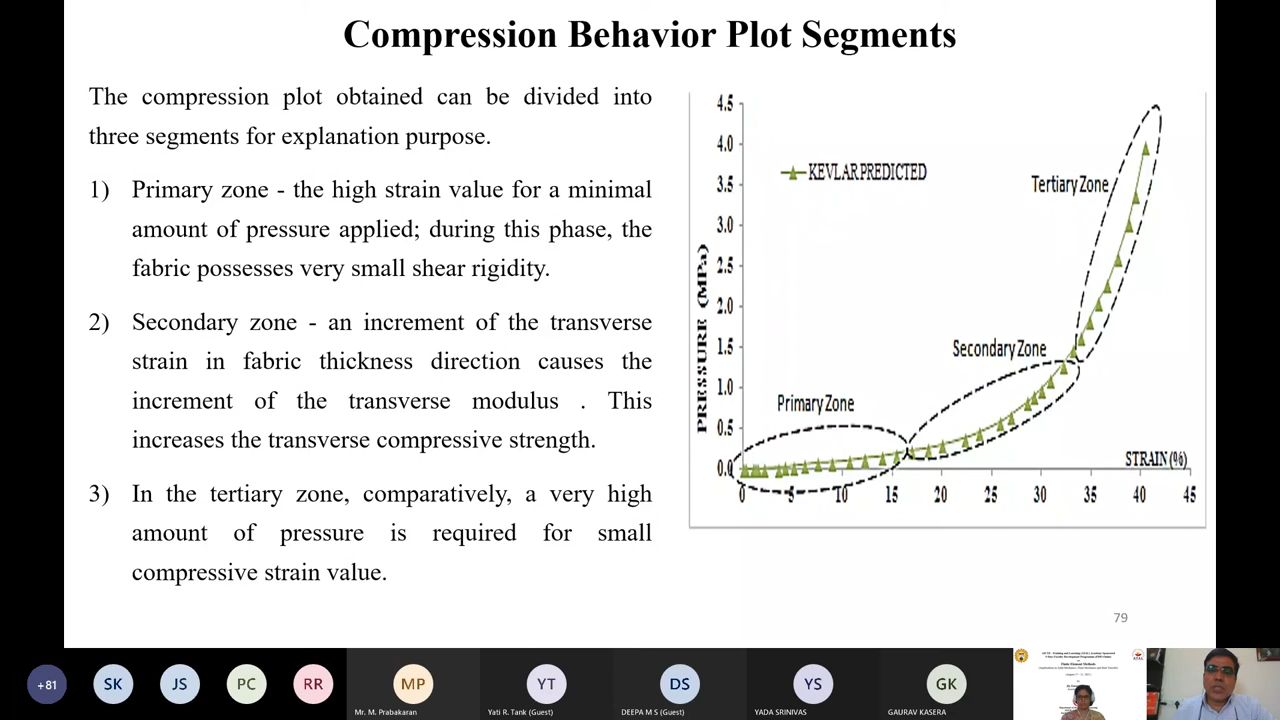 Compression Behavior Plot Segments
The compression plot obtained can be divided into
three segments for explanation purpose.
1) Primary zone - the high strain value for a minimal
amount of pressure applied; during this phase, the
fabric possesses very small shear rigidity.
2) Secondary zone - an increment of the transverse
strain in fabric thickness direction causes the
increment of the transverse modulus . This
increases the transverse compressive strength.
3) In the tertiary zone, comparatively, a very high
amount of pressure is required for small
compressive strain value.
PRESSURE (MPa)
4.5
4.0
3.5
3.0
2.5
2.0
1.5
1.0
0.5
0.0
KEVLAR PREDICTED
Tertiary Zone
Secondary Zone
Primary Zone
STRAIN (%)
0 5 10 15 20 25 30 35 40 45
79
+81 SK JS PC RR MP YT DS YS GK
Mr. M. Prabakaran
Yati R. Tank (Guest)
DEEPA M S (Guest)
YADA SRINIVAS
GAURAV KASERA